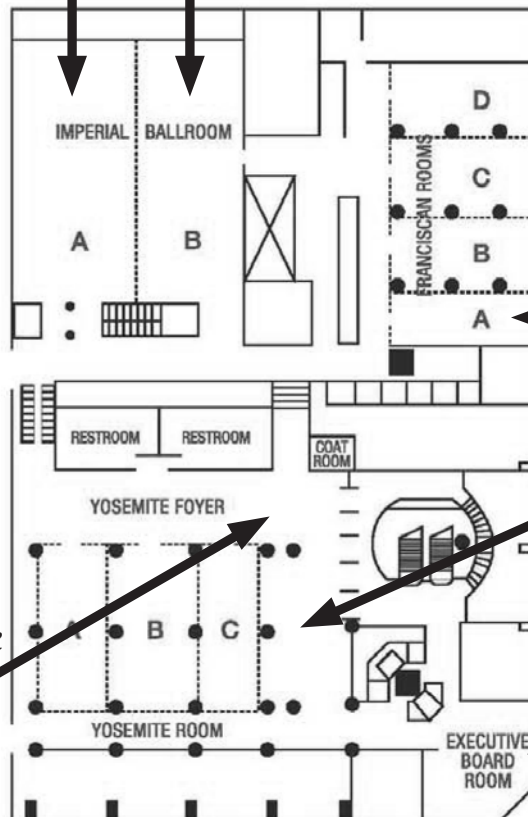 IMPERIAL BALLROOM
A B
FRANCISCAN ROOMS
D
C
B
A
RESTROOM RESTROOM
COAT
ROOM
YOSEMITE FOYER
A B C
YOSEMITE ROOM
EXECUTIVE
BOARD
ROOM